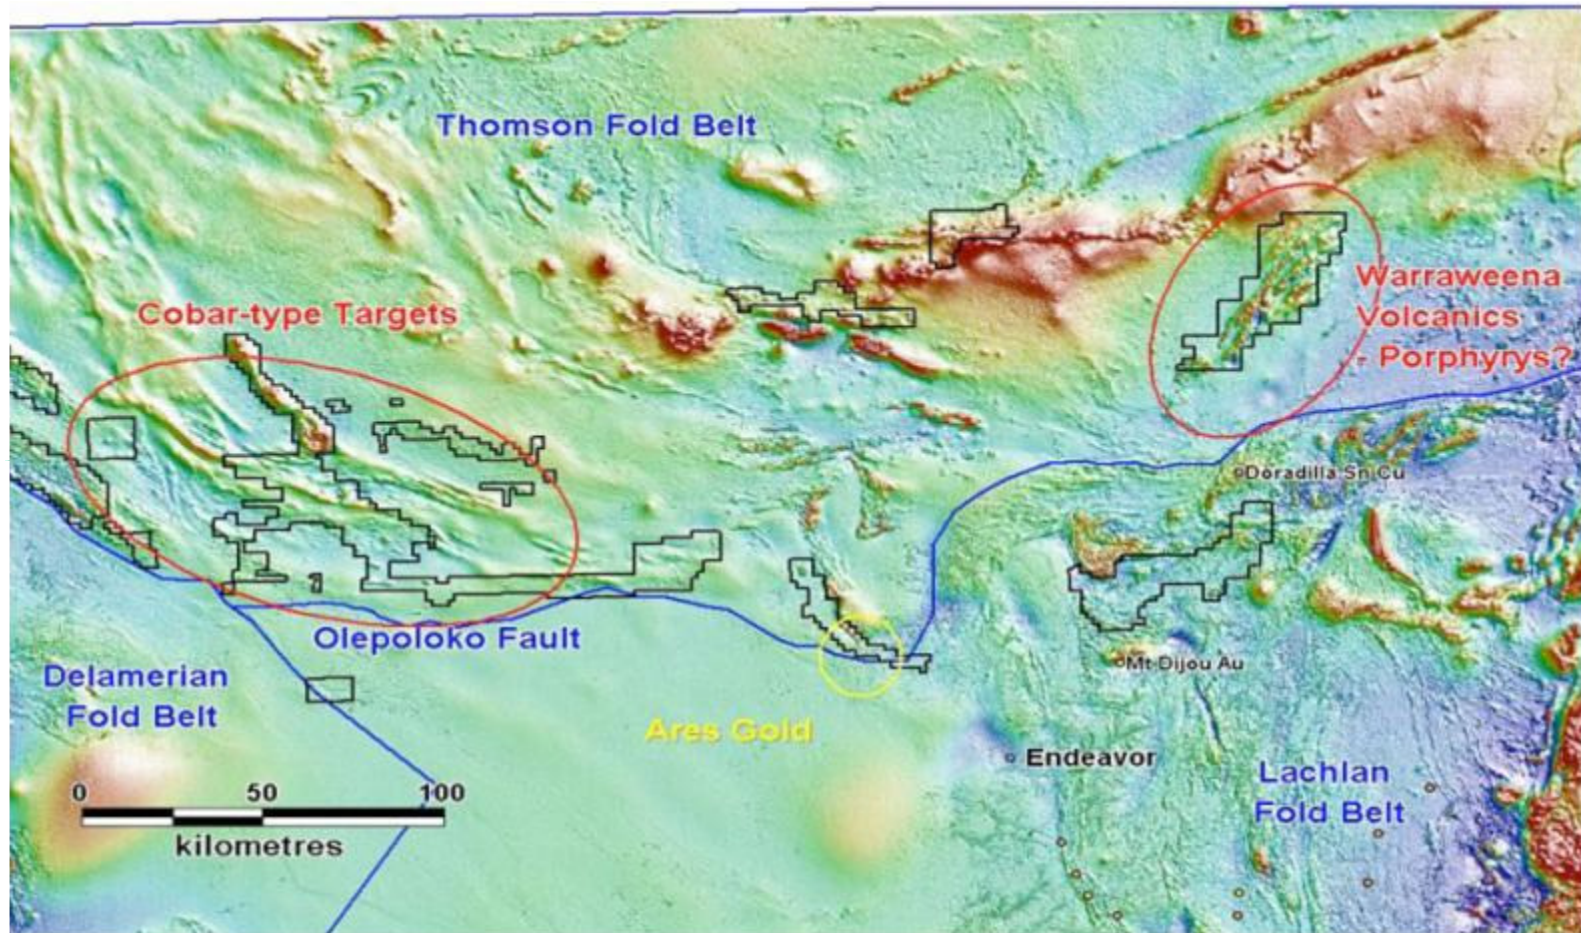 Thomson Fold Belt
Cobar-type Targets
Warraweena
Volcanics
- Porphyrys?
Doradilla Sn Cu
Olepoloko Fault
Mt Dijou Au
Delamerian
Fold Belt
Ares Gold
Endeavor
Lachlan
Fold Belt
0 50 100
kilometres